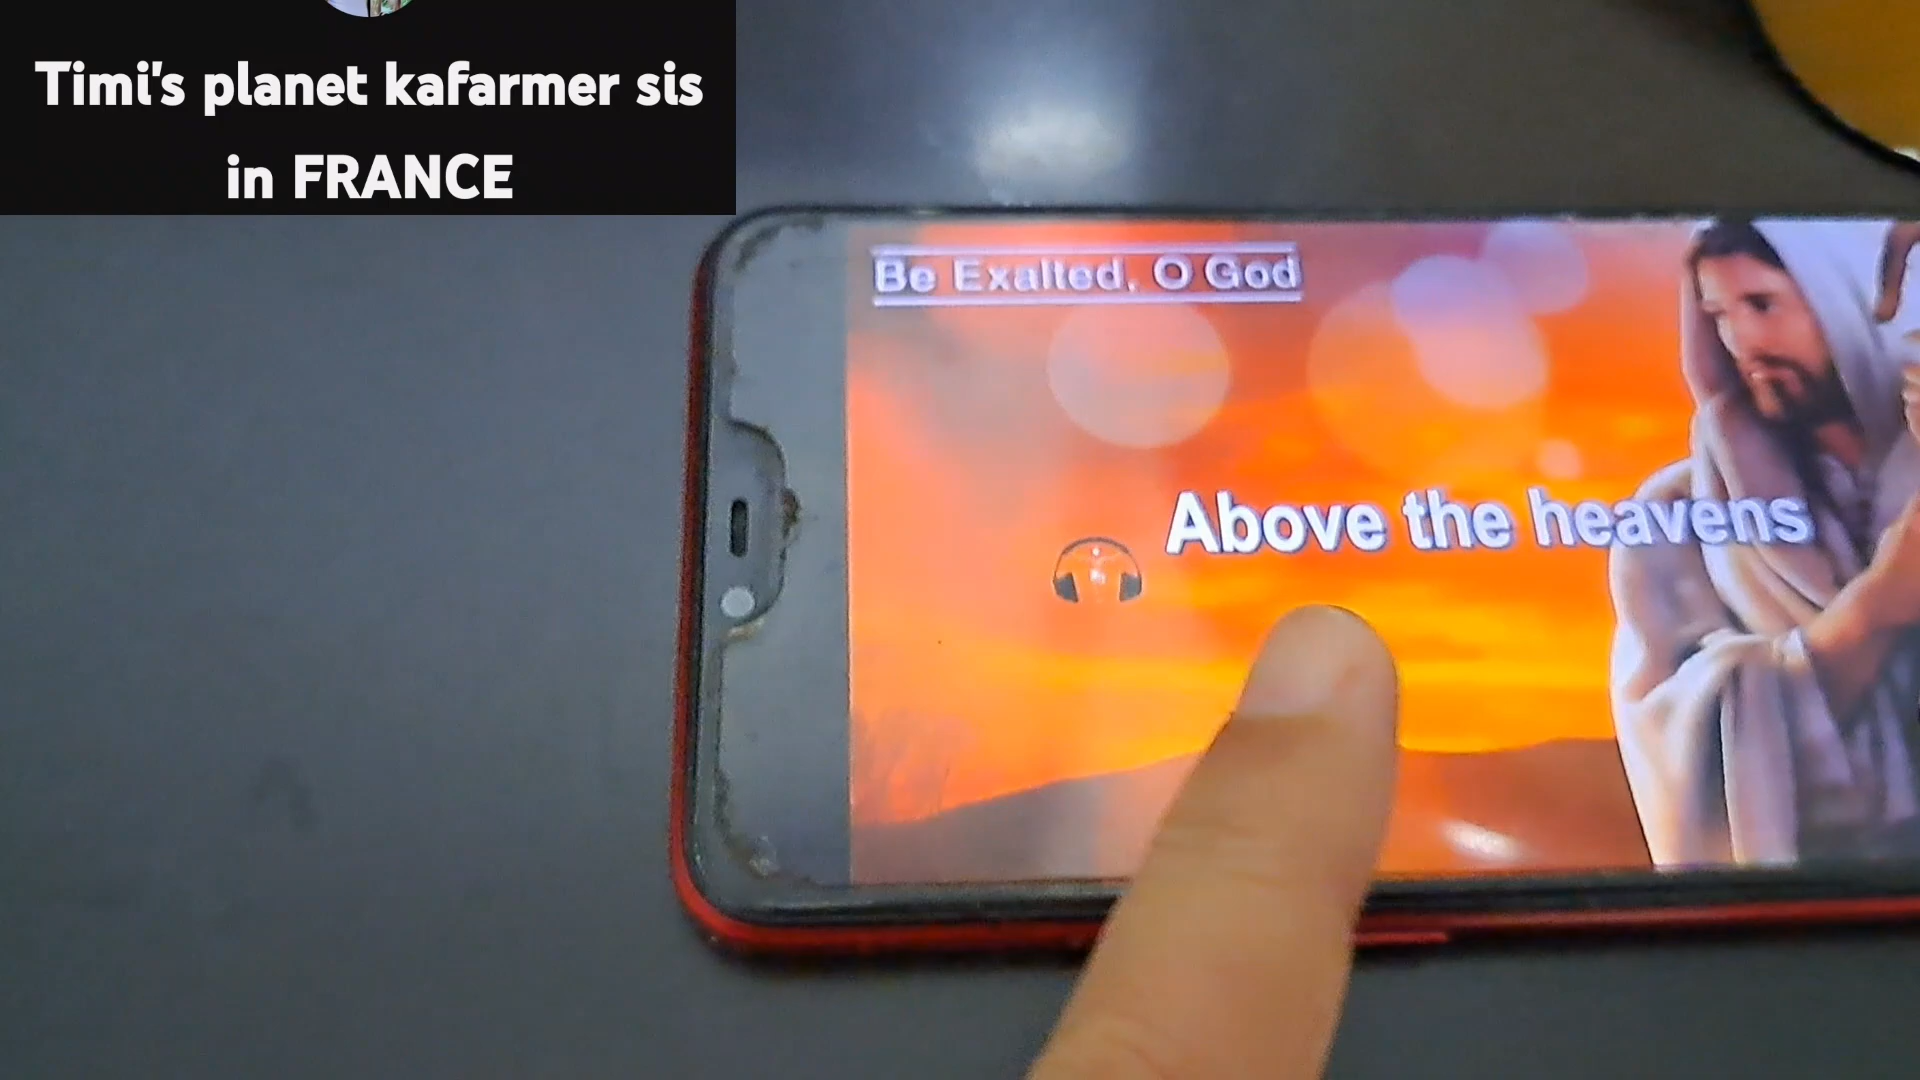 Timi's planet kafarmer sis
in FRANCE
Be Exalted, O God
Above the heavens